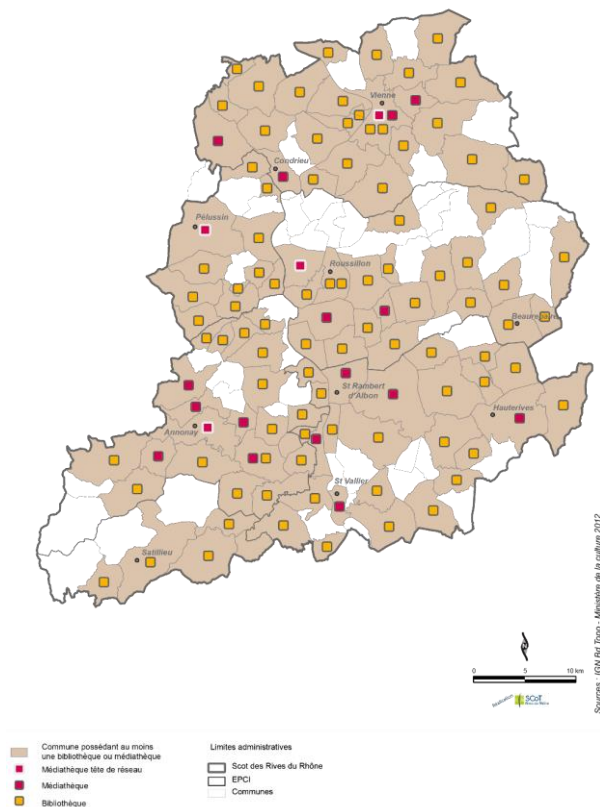 Vienne
Condrieu
Pélussin
Roussillon
Beaurepaire
St Rambert
d'Albon
Hauterives
Annonay
St Vallier
Satillieu
Sources : IGN Bd Topo - Ministère de la culture 2012
N
0 5 10 km
Réalisation
SCoT
Rives du Rhône
Commune possédant au moins
une bibliothèque ou médiathèque
Médiathèque tête de réseau
Médiathèque
Bibliothèque
Limites administratives
Scot des Rives du Rhône
EPCI
Communes